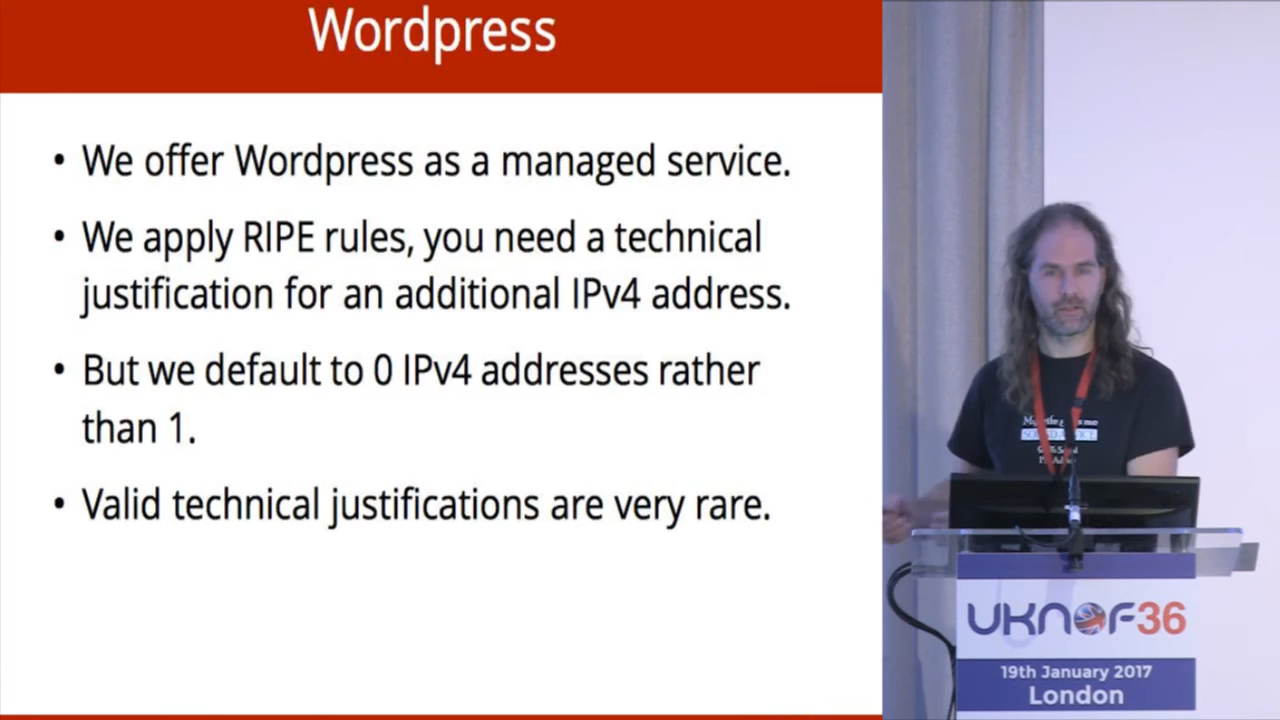 Wordpress
• We offer Wordpress as a managed service.
• We apply RIPE rules, you need a technical
justification for an additional IPv4 address.
• But we default to 0 IPv4 addresses rather
than 1.
• Valid technical justifications are very rare.
UKNOF36
19th January 2017
London